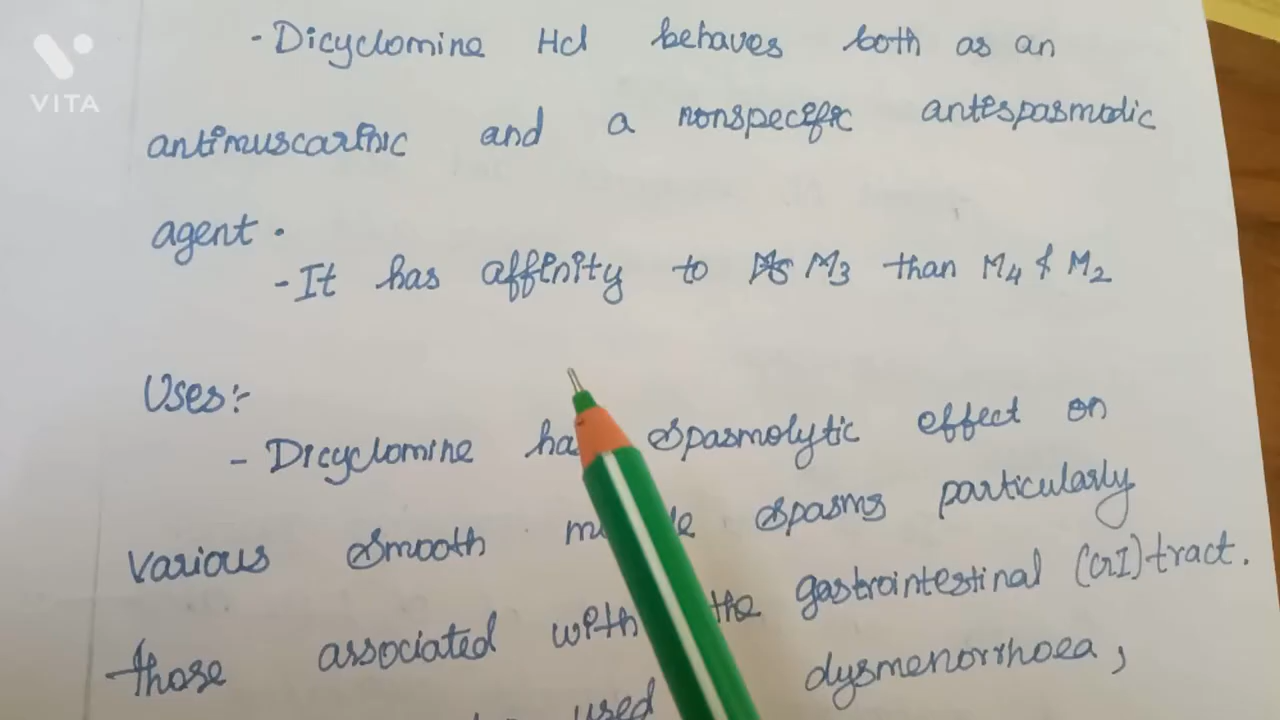 VITA
- Dicyclomine Hcl behaves both as an
antimuscarinic and a nonspecific antispasmodic
agent.
- It has affinity to M3 than M4 & M2
Uses:-
- Dicyclomine ha spasmolytic effect on
various smooth spasms particularly
those associated with the gastrointestinal (GI) tract.
used dysmenorrhoea,